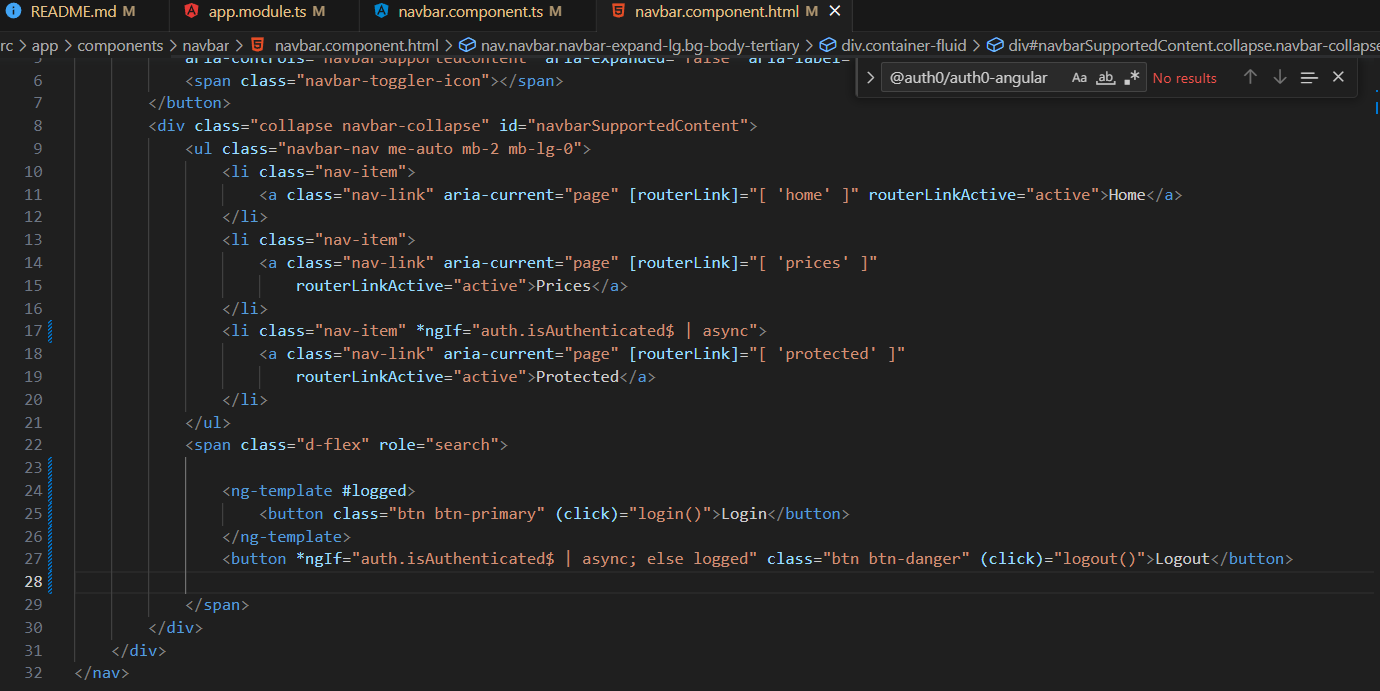 README.md M
app.module.ts M
navbar.component.ts M
navbar.component.html M
rc > app > components > navbar > navbar.component.html > nav.navbar.navbar-expand-lg.bg-body-tertiary > div.container-fluid > div#navbarSupportedContent.collapse.navbar-collapse
@auth0/auth0-angular Aa ab .* No results
5 aria-controls="navbarSupportedContent" aria-expanded="false" aria-label=
6 <span class="navbar-toggler-icon"></span>
7 </button>
8 <div class="collapse navbar-collapse" id="navbarSupportedContent">
9 <ul class="navbar-nav me-auto mb-2 mb-lg-0">
10 <li class="nav-item">
11 <a class="nav-link" aria-current="page" [routerLink]="[ 'home' ]" routerLinkActive="active">Home</a>
12 </li>
13 <li class="nav-item">
14 <a class="nav-link" aria-current="page" [routerLink]="[ 'prices' ]"
15 routerLinkActive="active">Prices</a>
16 </li>
17 <li class="nav-item" *ngIf="auth.isAuthenticated$ | async">
18 <a class="nav-link" aria-current="page" [routerLink]="[ 'protected' ]"
19 routerLinkActive="active">Protected</a>
20 </li>
21 </ul>
22 <span class="d-flex" role="search">
23
24 <ng-template #logged>
25 <button class="btn btn-primary" (click)="login()">Login</button>
26 </ng-template>
27 <button *ngIf="auth.isAuthenticated$ | async; else logged" class="btn btn-danger" (click)="logout()">Logout</button>
28
29 </span>
30 </div>
31 </div>
32 </nav>